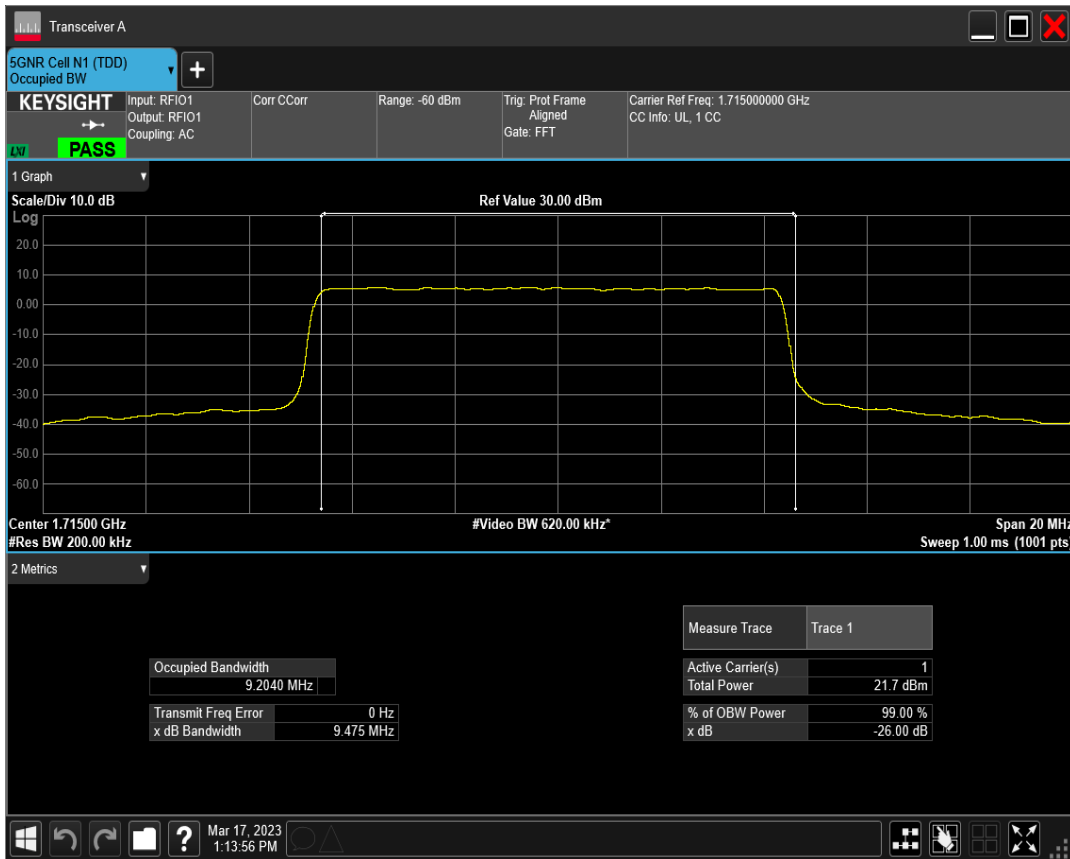 Transceiver A
5GNR Cell N1 (TDD)
Occupied BW
+
KEYSIGHT
LXI
PASS
Input: RFIO1
Output: RFIO1
Coupling: AC
Corr CCorr
Range: -60 dBm
Trig: Prot Frame
Aligned
Gate: FFT
Carrier Ref Freq: 1.715000000 GHz
CC Info: UL, 1 CC
1 Graph
Scale/Div 10.0 dB
Ref Value 30.00 dBm
Log
20.0
10.0
0.00
-10.0
-20.0
-30.0
-40.0
-50.0
-60.0
Center 1.71500 GHz
#Video BW 620.00 kHz*
Span 20 MHz
#Res BW 200.00 kHz
Sweep 1.00 ms (1001 pts)
2 Metrics
Measure Trace Trace 1
Occupied Bandwidth
9.2040 MHz
Active Carrier(s) 1
Total Power 21.7 dBm
Transmit Freq Error 0 Hz
x dB Bandwidth 9.475 MHz
% of OBW Power 99.00 %
x dB -26.00 dB
?
Mar 17, 2023
1:13:56 PM